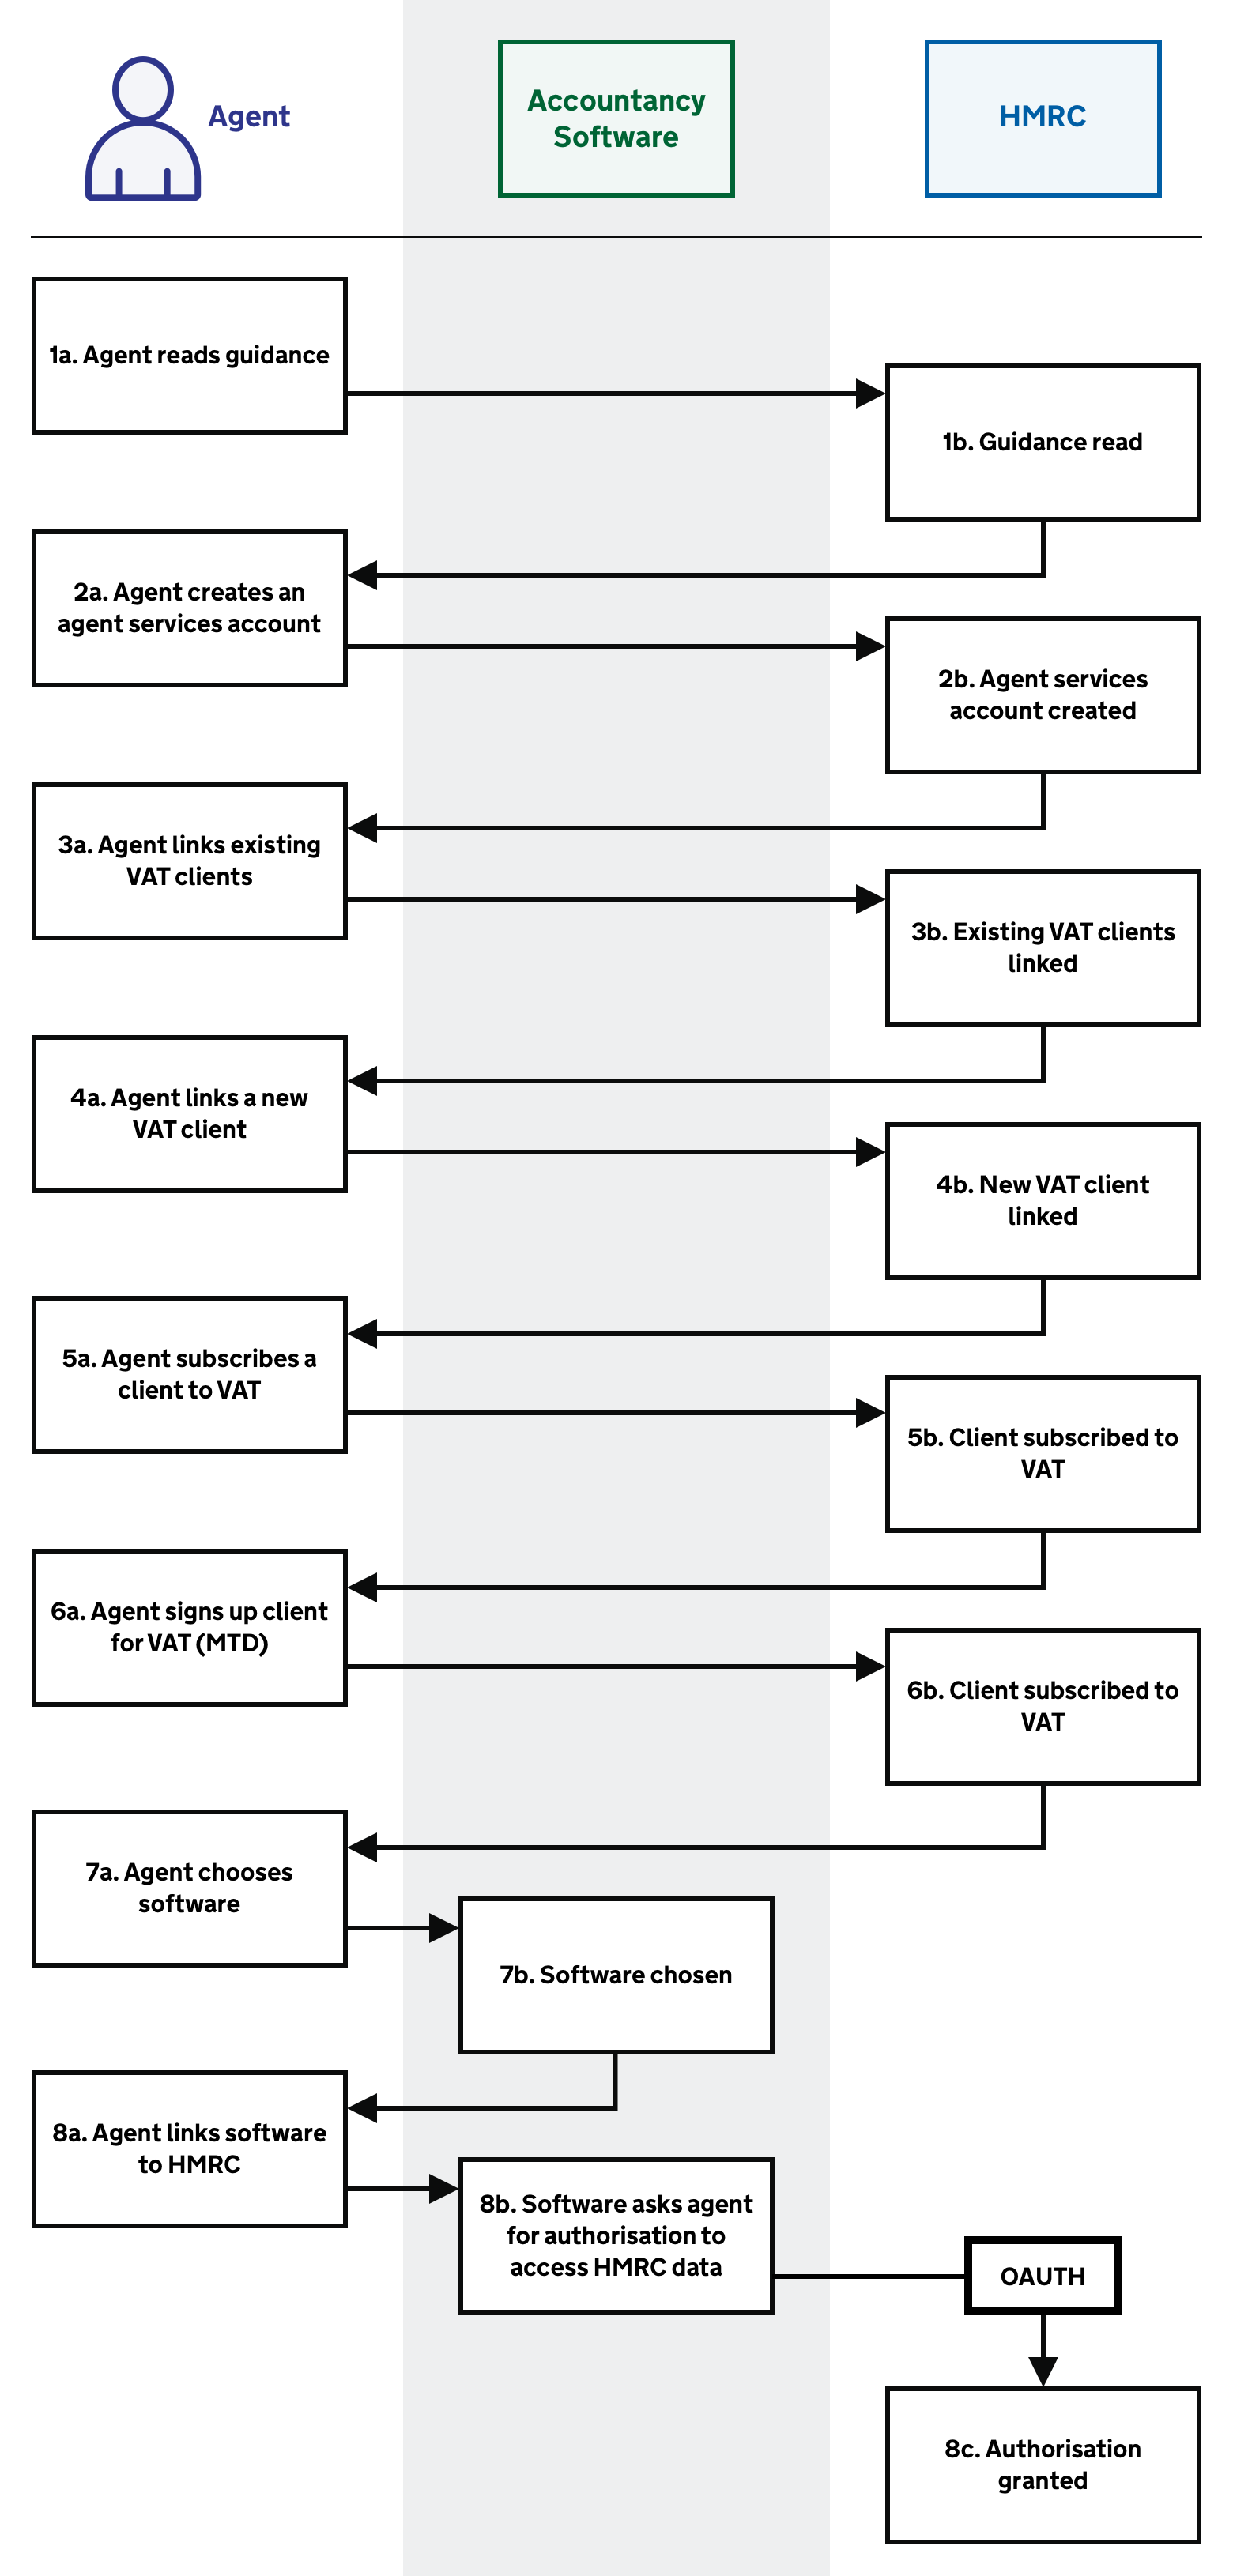 Agent
Accountancy
Software
HMRC
1a. Agent reads guidance
1b. Guidance read
2a. Agent creates an
agent services account
2b. Agent services
account created
3a. Agent links existing
VAT clients
3b. Existing VAT clients
linked
4a. Agent links a new
VAT client
4b. New VAT client
linked
5a. Agent subscribes a
client to VAT
5b. Client subscribed to
VAT
6a. Agent signs up client
for VAT (MTD)
6b. Client subscribed to
VAT
7a. Agent chooses
software
7b. Software chosen
8a. Agent links software
to HMRC
8b. Software asks agent
for authorisation to
access HMRC data
OAUTH
8c. Authorisation
granted